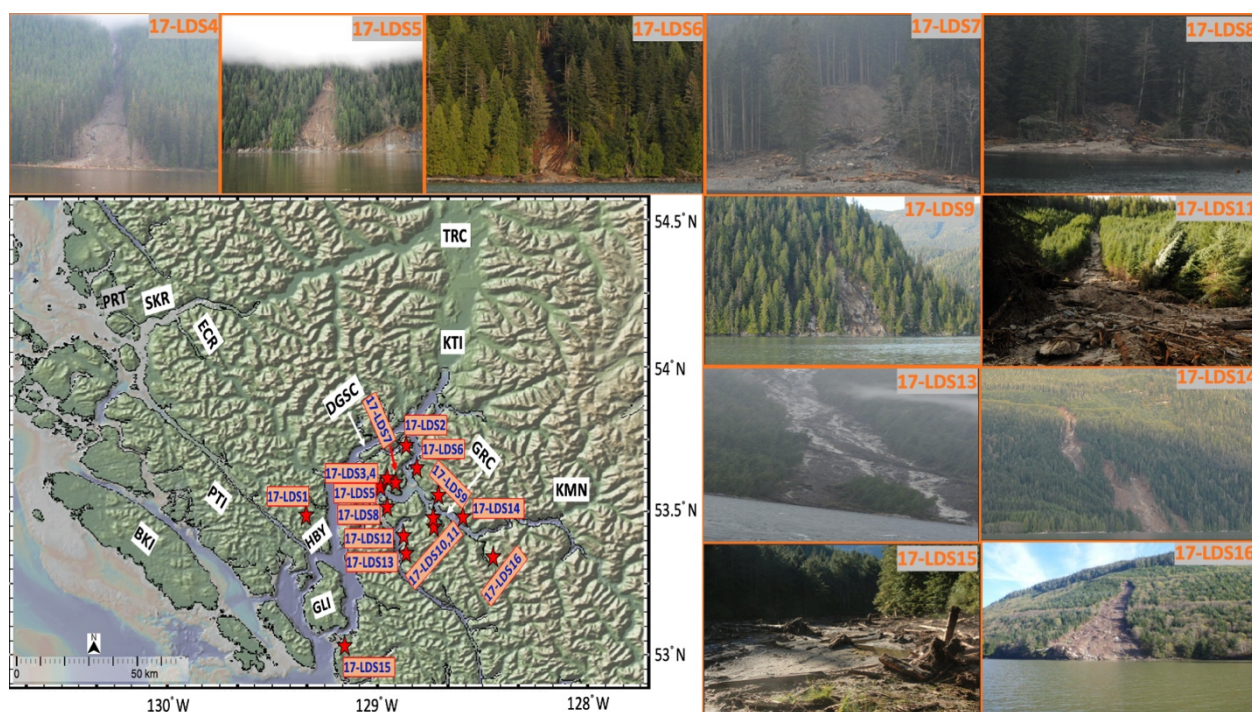 17-LDS4
17-LDS5
17-LDS6
17-LDS7
17-LDS8
17-LDS9
17-LDS11
17-LDS13
17-LDS14
17-LDS15
17-LDS16
54.5°N
TRC
PRT
SKR
ECR
KTI
54°N
DGSC
17-LDS7
17-LDS2
17-LDS6
GRC
17-LDS3,4
17-LDS9
KMN
17-LDS5
17-LDS1
17-LDS14
PTI
17-LDS8
53.5°N
BKI
HBY
17-LDS12
17-LDS10,11
17-LDS13
17-LDS16
GLI
N
17-LDS15
53°N
0
50 km
130°W
129°W
128°W